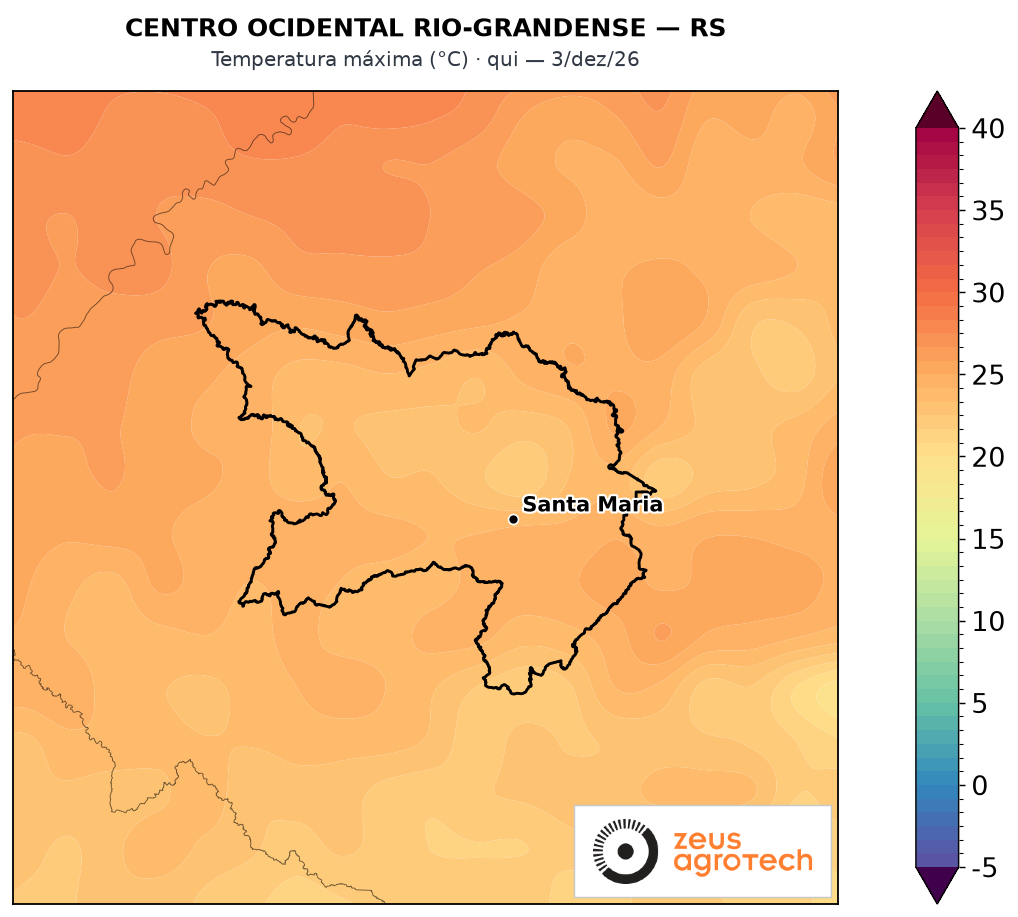 CENTRO OCIDENTAL RIO-GRANDENSE — RS
Temperatura máxima (°C) · qui — 3/dez/26
40
35
30
25
20
15
10
5
0
-5
Santa Maria
zeus
agrotech